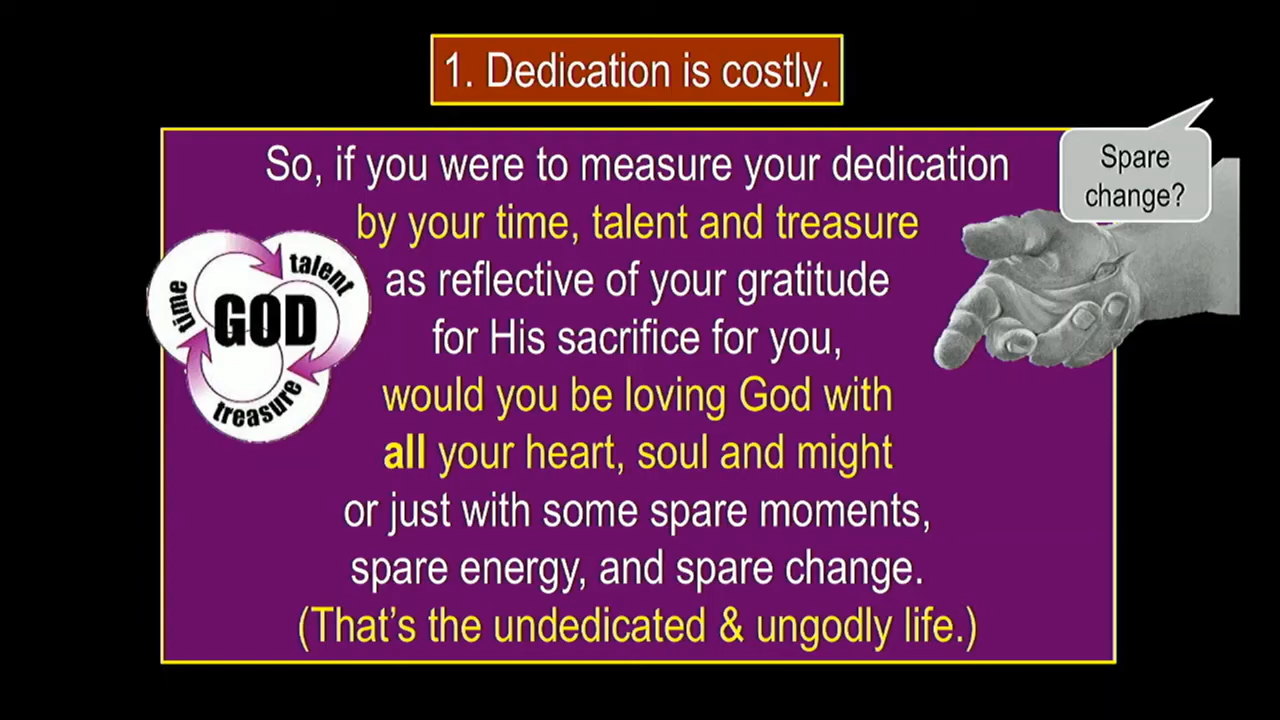 1. Dedication is costly.
Spare
change?
So, if you were to measure your dedication
by your time, talent and treasure
as reflective of your gratitude
for His sacrifice for you,
would you be loving God with
all your heart, soul and might
or just with some spare moments,
spare energy, and spare change.
(That's the undedicated & ungodly life.)
time
talent
GOD
treasure